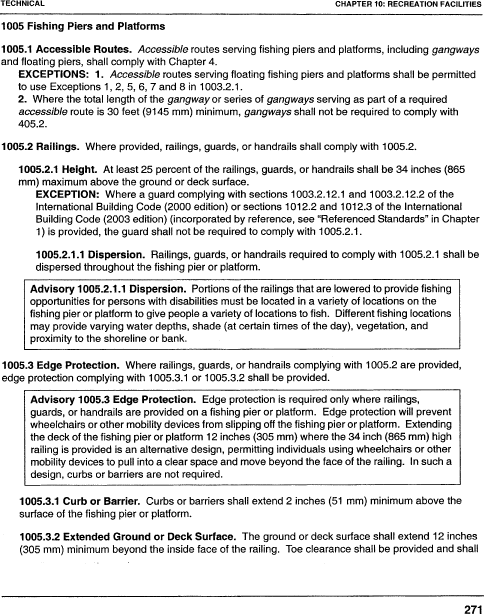 TECHNICAL CHAPTER 10: RECREATION FACILITIES
1005 Fishing Piers and Platforms
1005.1 Accessible Routes. Accessible routes serving fishing piers and platforms, including gangways
and floating piers, shall comply with Chapter 4.
EXCEPTIONS: 1. Accessible routes serving floating fishing piers and platforms shall be permitted
to use Exceptions 1, 2, 5, 6, 7 and 8 in 1003.2.1.
2. Where the total length of the gangway or series of gangways serving as part of a required
accessible route is 30 feet (9145 mm) minimum, gangways shall not be required to comply with
405.2.
1005.2 Railings. Where provided, railings, guards, or handrails shall comply with 1005.2.
1005.2.1 Height. At least 25 percent of the railings, guards, or handrails shall be 34 inches (865
mm) maximum above the ground or deck surface.
EXCEPTION: Where a guard complying with sections 1003.2.12.1 and 1003.2.12.2 of the
International Building Code (2000 edition) or sections 1012.2 and 1012.3 of the International
Building Code (2003 edition) (incorporated by reference, see "Referenced Standards" in Chapter
1) is provided, the guard shall not be required to comply with 1005.2.1.
1005.2.1.1 Dispersion. Railings, guards, or handrails required to comply with 1005.2.1 shall be
dispersed throughout the fishing pier or platform.
Advisory 1005.2.1.1 Dispersion. Portions of the railings that are lowered to provide fishing
opportunities for persons with disabilities must be located in a variety of locations on the
fishing pier or platform to give people a variety of locations to fish. Different fishing locations
may provide varying water depths, shade (at certain times of the day), vegetation, and
proximity to the shoreline or bank.
1005.3 Edge Protection. Where railings, guards, or handrails complying with 1005.2 are provided,
edge protection complying with 1005.3.1 or 1005.3.2 shall be provided.
Advisory 1005.3 Edge Protection. Edge protection is required only where railings,
guards, or handrails are provided on a fishing pier or platform. Edge protection will prevent
wheelchairs or other mobility devices from slipping off the fishing pier or platform. Extending
the deck of the fishing pier or platform 12 inches (305 mm) where the 34 inch (865 mm) high
railing is provided is an alternative design, permitting individuals using wheelchairs or other
mobility devices to pull into a clear space and move beyond the face of the railing. In such a
design, curbs or barriers are not required.
1005.3.1 Curb or Barrier. Curbs or barriers shall extend 2 inches (51 mm) minimum above the
surface of the fishing pier or platform.
1005.3.2 Extended Ground or Deck Surface. The ground or deck surface shall extend 12 inches
(305 mm) minimum beyond the inside face of the railing. Toe clearance shall be provided and shall
271